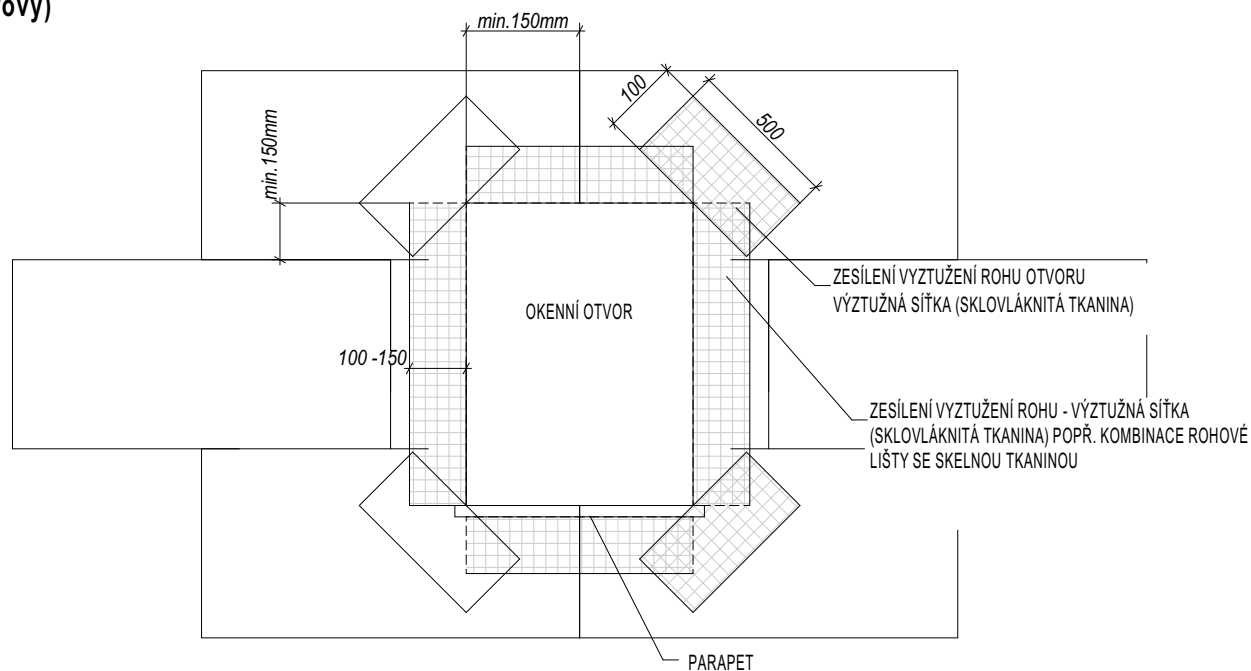 ový)
min.150mm
100
500
min.150mm
ZESÍLENÍ VYZTUŽENÍ ROHU OTVORU
VÝZTUŽNÁ SÍŤKA (SKLOVLÁKNITÁ TKANINA)
OKENNÍ OTVOR
100 -150
ZESÍLENÍ VYZTUŽENÍ ROHU - VÝZTUŽNÁ SÍŤKA
(SKLOVLÁKNITÁ TKANINA) POPŘ. KOMBINACE ROHOVÉ
LIŠTY SE SKELNOU TKANINOU
PARAPET